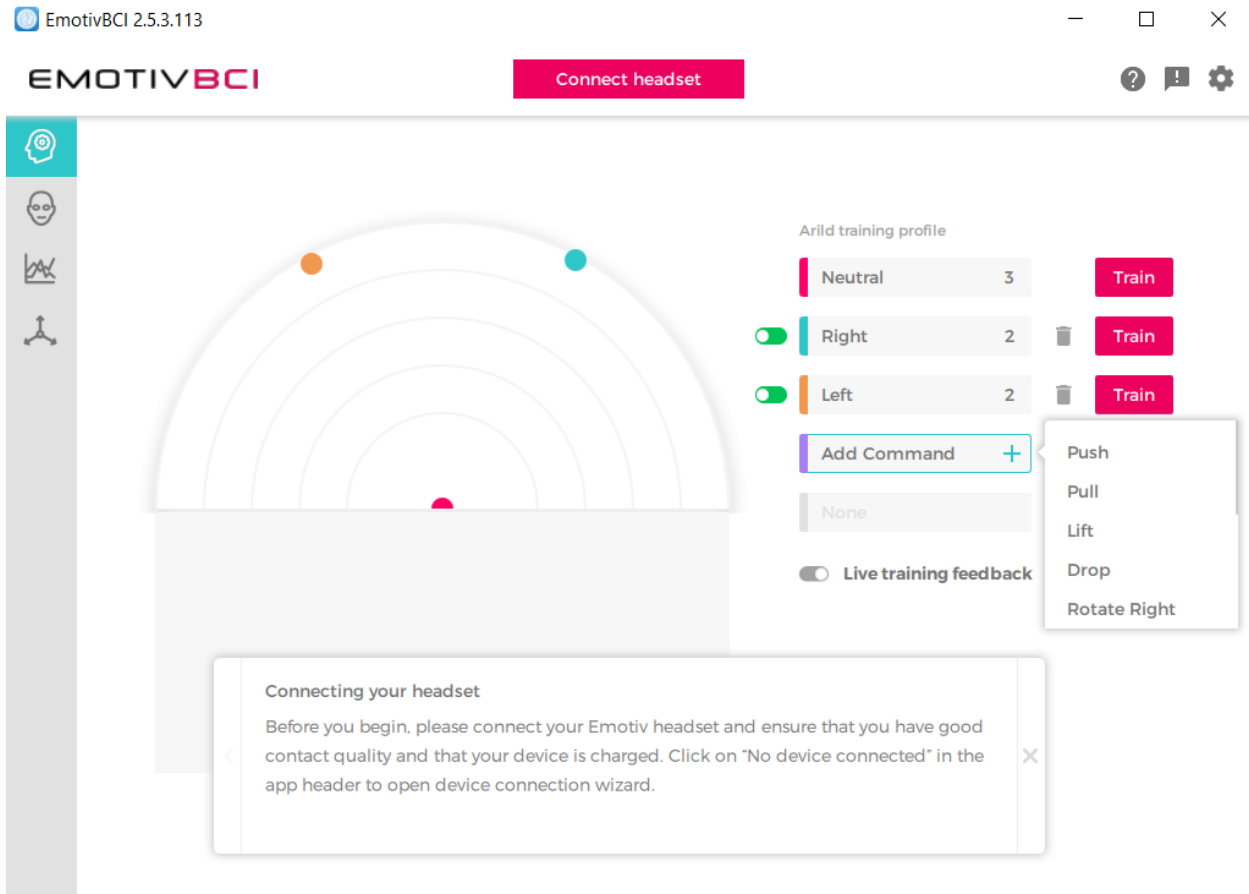 EmotivBCI 2.5.3.113
EMOTIVBCI
Connect headset
Arild training profile
Neutral 3 Train
Right 2 Train
Left 2 Train
Add Command +
None
Live training feedback
Push
Pull
Lift
Drop
Rotate Right
Connecting your headset
Before you begin, please connect your Emotiv headset and ensure that you have good
contact quality and that your device is charged. Click on “No device connected” in the
app header to open device connection wizard.